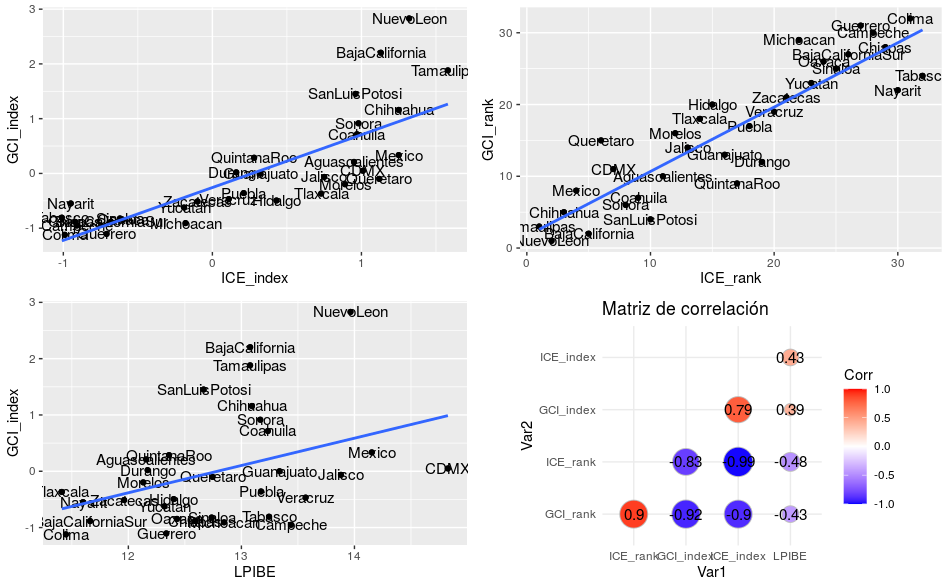 3
NuevoLeon
BajaCalifornia
2
Tamaulip
SanLuisPotosi
Chihuahua
1
Sonora
Coahuila
GCI_index
Mexico
QuintanaRoo
Aguascalientes
CDMX
0
Durango
Guanajuato
Jalisco
Queretaro
Morelos
Puebla
Tlaxcala
Zacatecas
Veracruz
Hidalgo
Nayarit
Yucatan
Michoacan
-1
Colima
Guerrero
-1
0
1
ICE_index
Colima
Guerrero
30
Campeche
Michoacan
Chiapas
BajaCaliforniaSur
Oaxaca
Sinaloa
Tabasc
Yucatan
Nayarit
Zacatecas
GCI_rank
20
Hidalgo
Veracruz
Tlaxcala
Puebla
Morelos
Queretaro
Jalisco
Guanajuato
Durango
CDMX
10
Aguascalientes
QuintanaRoo
Mexico
Coahuila
Sonora
Chihuahua
SanLuisPotosi
maulipas
BajaCalifornia
NuevoLeon
0
0
10
20
30
ICE_rank
3
NuevoLeon
BajaCalifornia
2
Tamaulipas
SanLuisPotosi
Chihuahua
1
Sonora
Coahuila
GCI_index
Mexico
QuintanaRoo
Aguascalientes
CDMX
0
Durango
Guanajuato
Jalisco
Queretaro
Morelos
Tlaxcala
Puebla
Nayarit
Zacatecas
Hidalgo
Veracruz
Yucatan
ajaCaliforniaSur
Oaxaca
Sinaloa
Tabasco
Michoacan
Campeche
-1
Colima
Guerrero
12
13
14
LPIBE
Matriz de correlación
ICE_index
0.43
GCI_index
0.79
0.39
Var2
ICE_rank
-0.83
-0.99
-0.48
GCI_rank
0.9
-0.92
-0.9
-0.43
ICE_rank
GCI_index
ICE_index
LPIBE
Var1
Corr
1.0
0.5
0.0
-0.5
-1.0